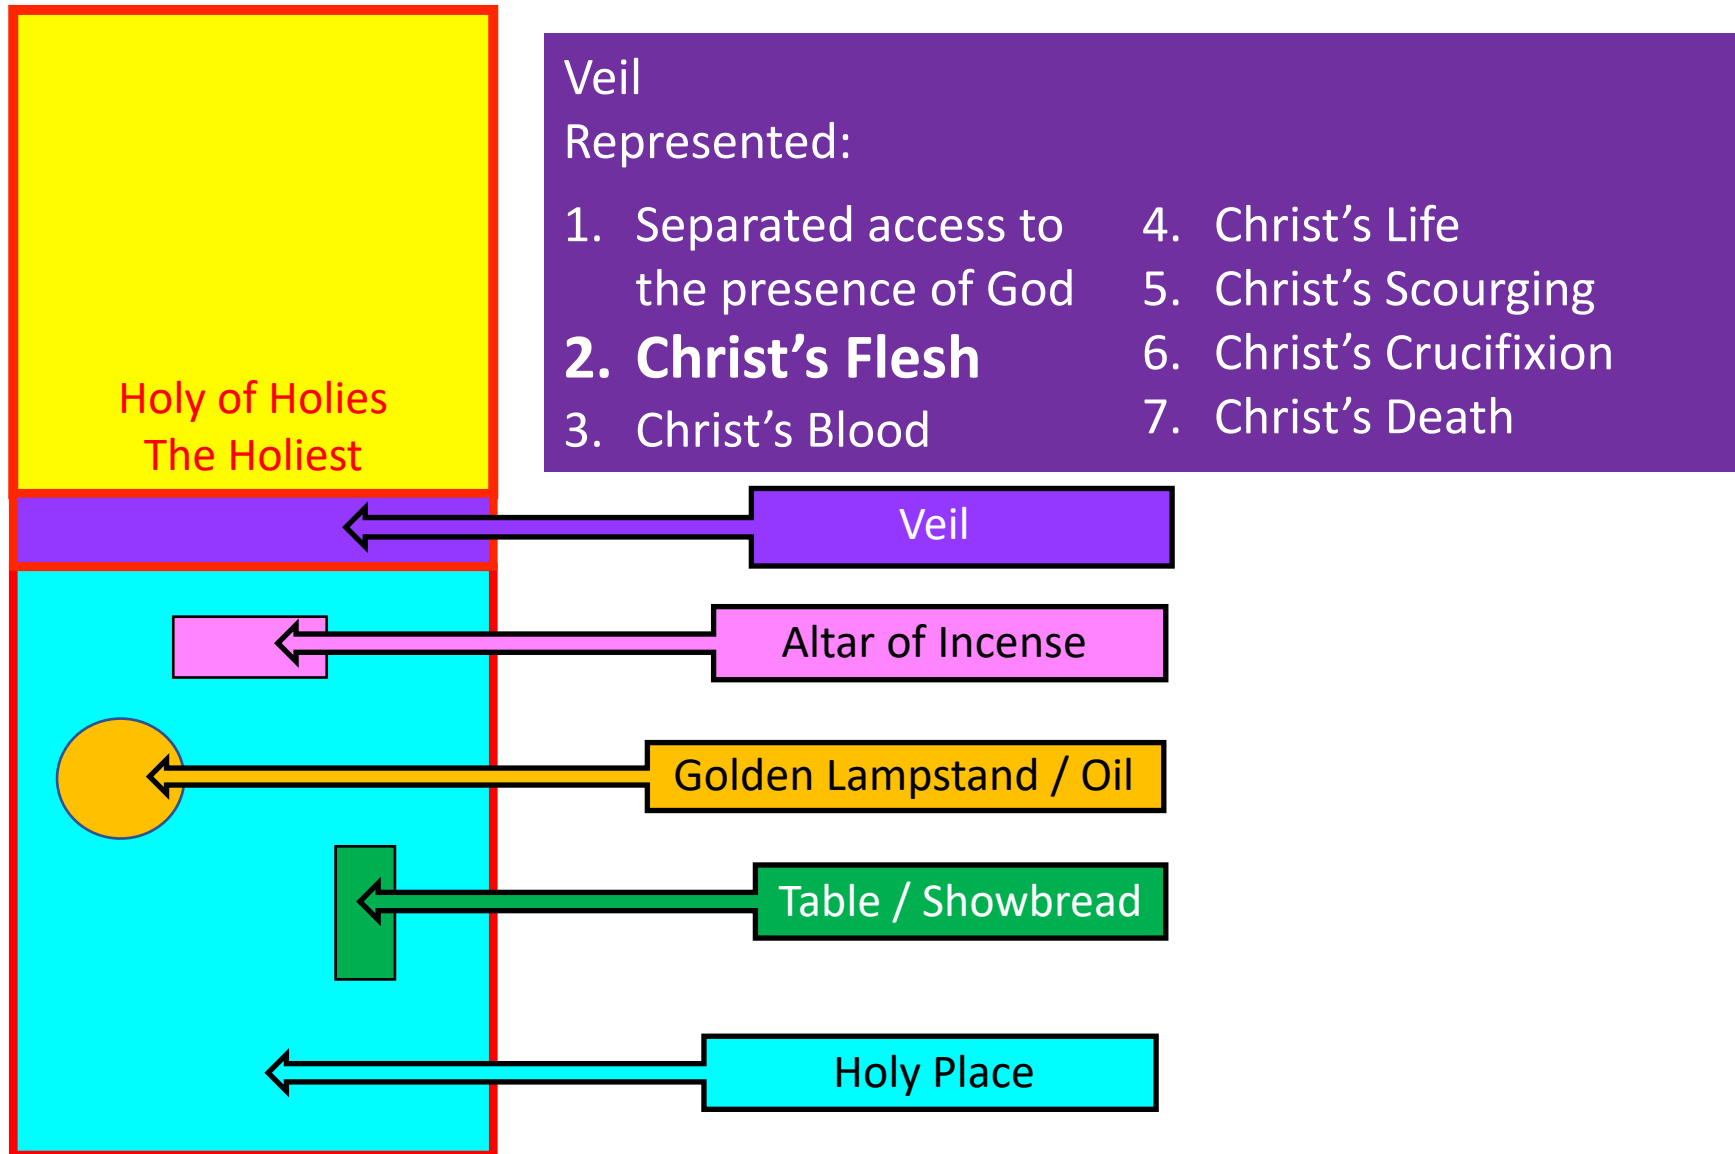 Veil
Represented:
1. Separated access to
the presence of God
2. Christ’s Flesh
3. Christ’s Blood
4. Christ’s Life
5. Christ’s Scourging
6. Christ’s Crucifixion
7. Christ’s Death
Holy of Holies
The Holiest
Veil
Altar of Incense
Golden Lampstand / Oil
Table / Showbread
Holy Place